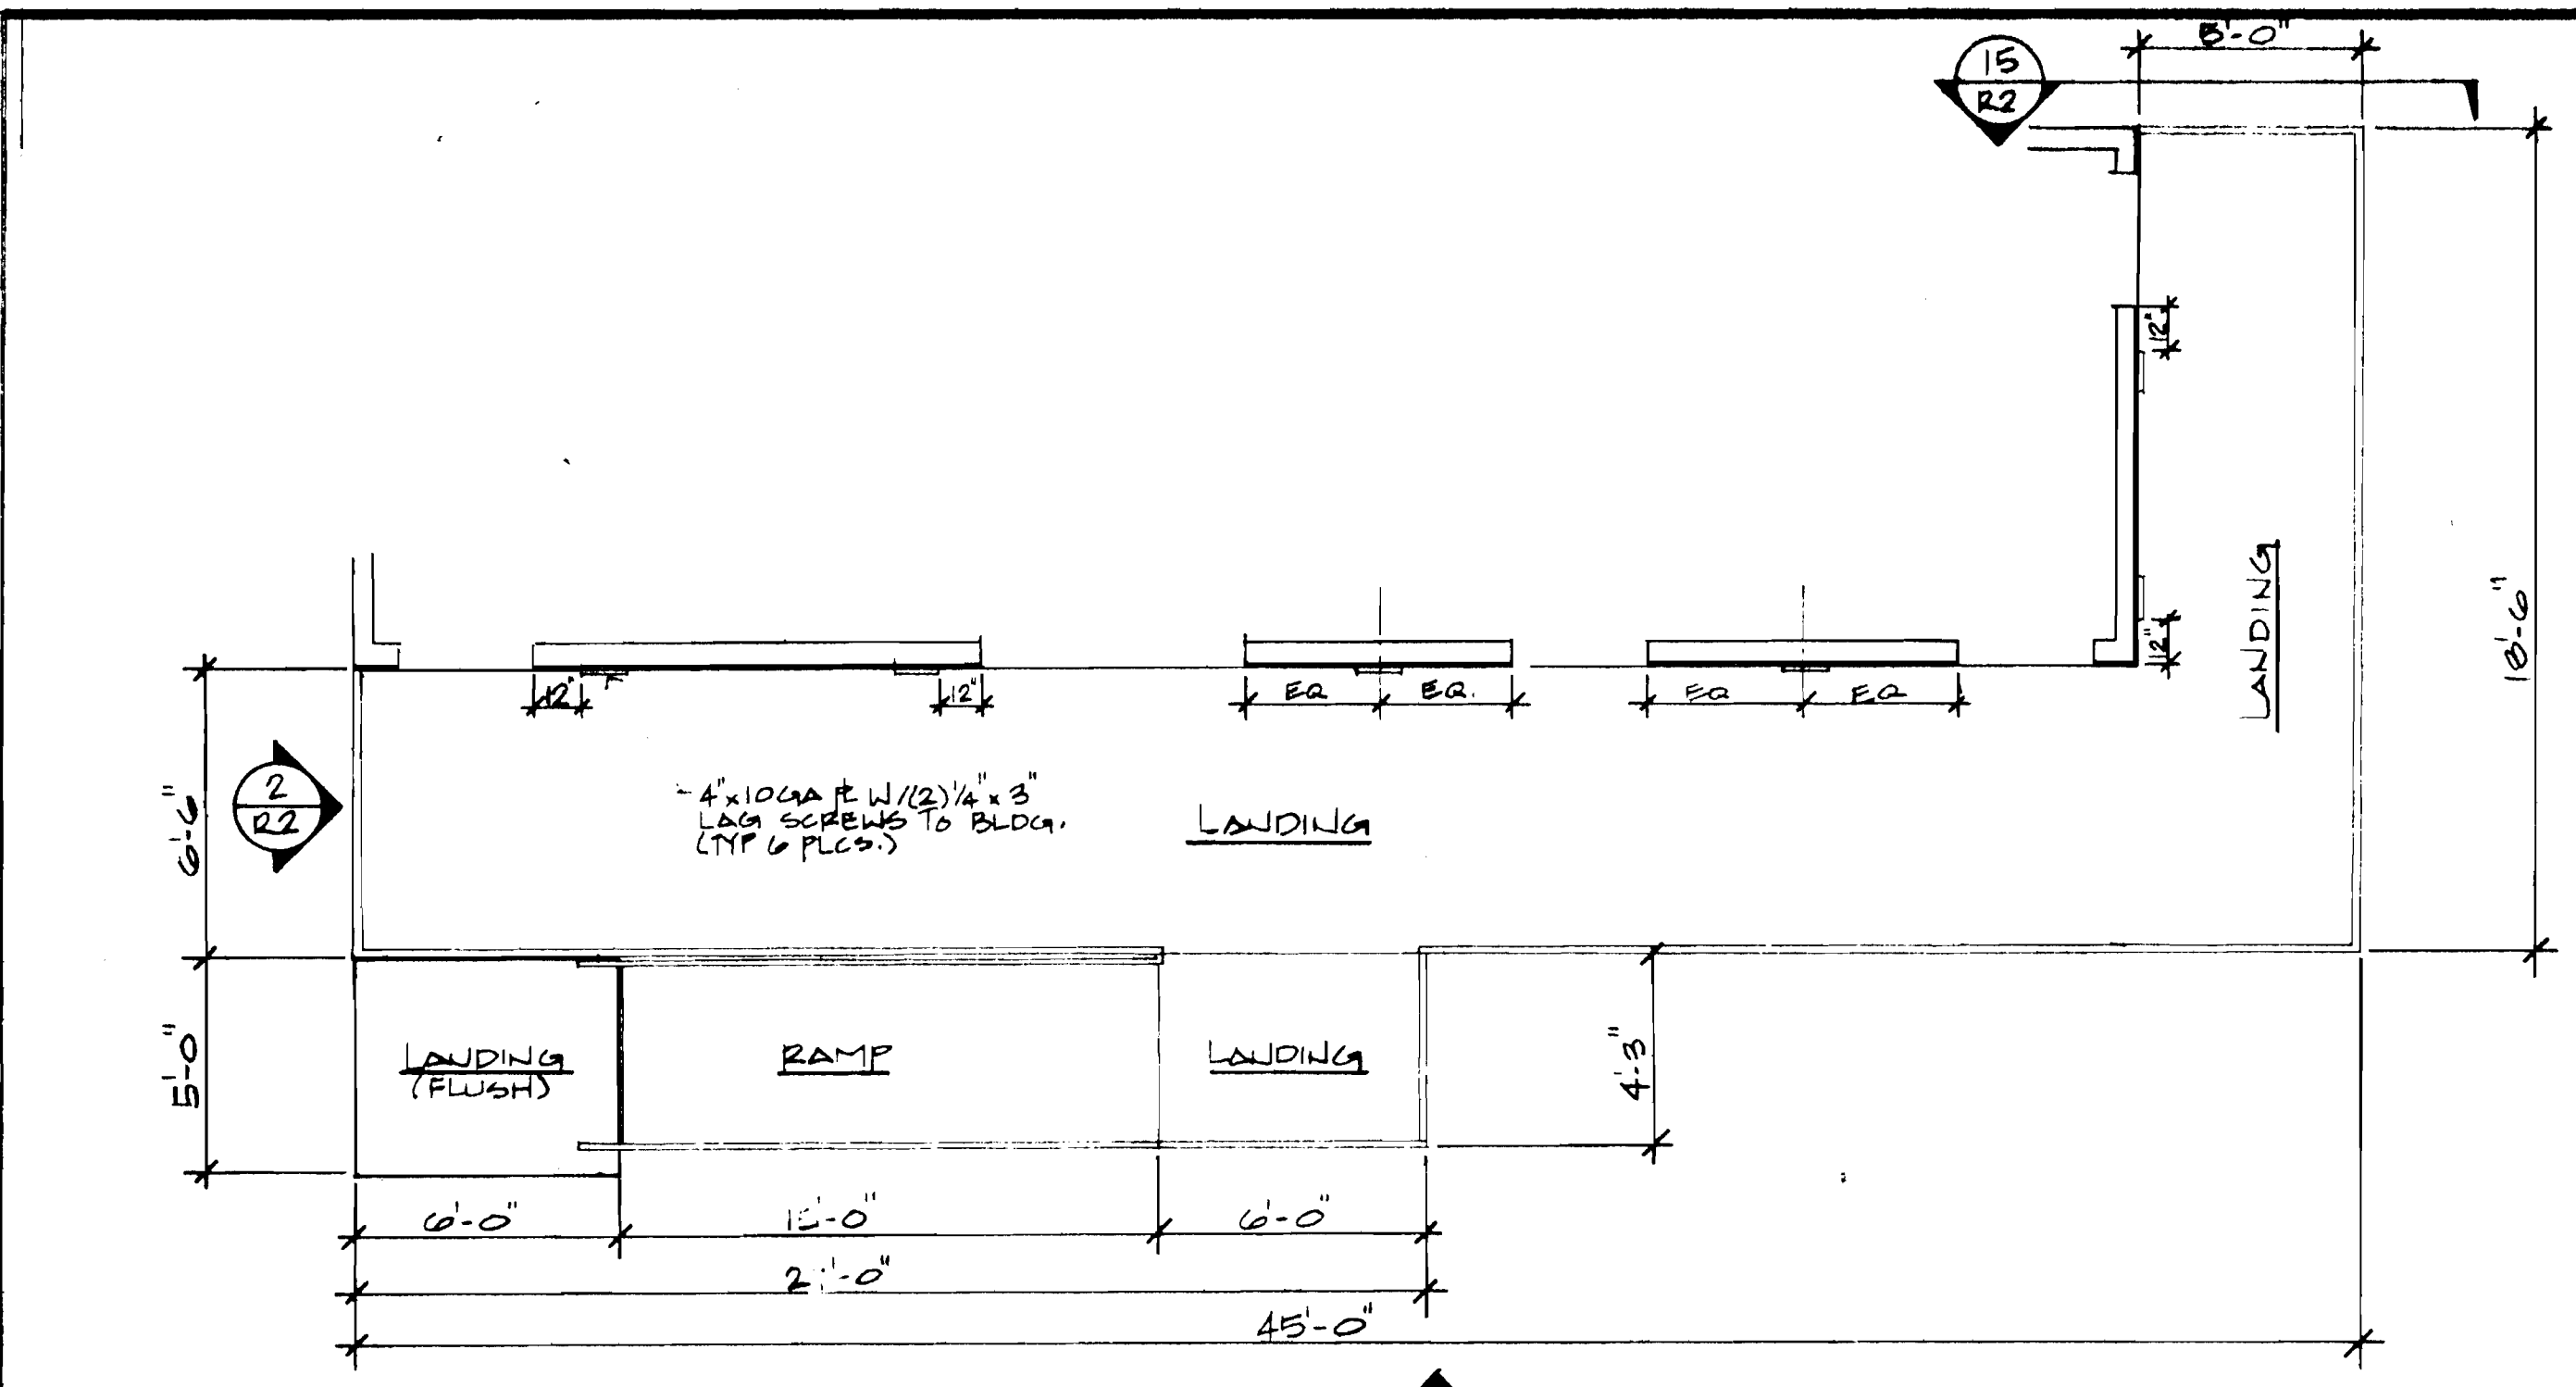 5'-0"
15
R2
12"
LANDING
18'-6"
12"
12"
12"
EQ
EQ.
EQ
EQ
6'-6"
2
R2
4"x10GA PL W/(2)1/4"x3"
LAG SCREWS TO BLDG.
(TYP 6 PLCS.)
LANDING
5'-0"
LANDING
(FLUSH)
RAMP
LANDING
4'-3"
6'-0"
6'-0"
45'-0"